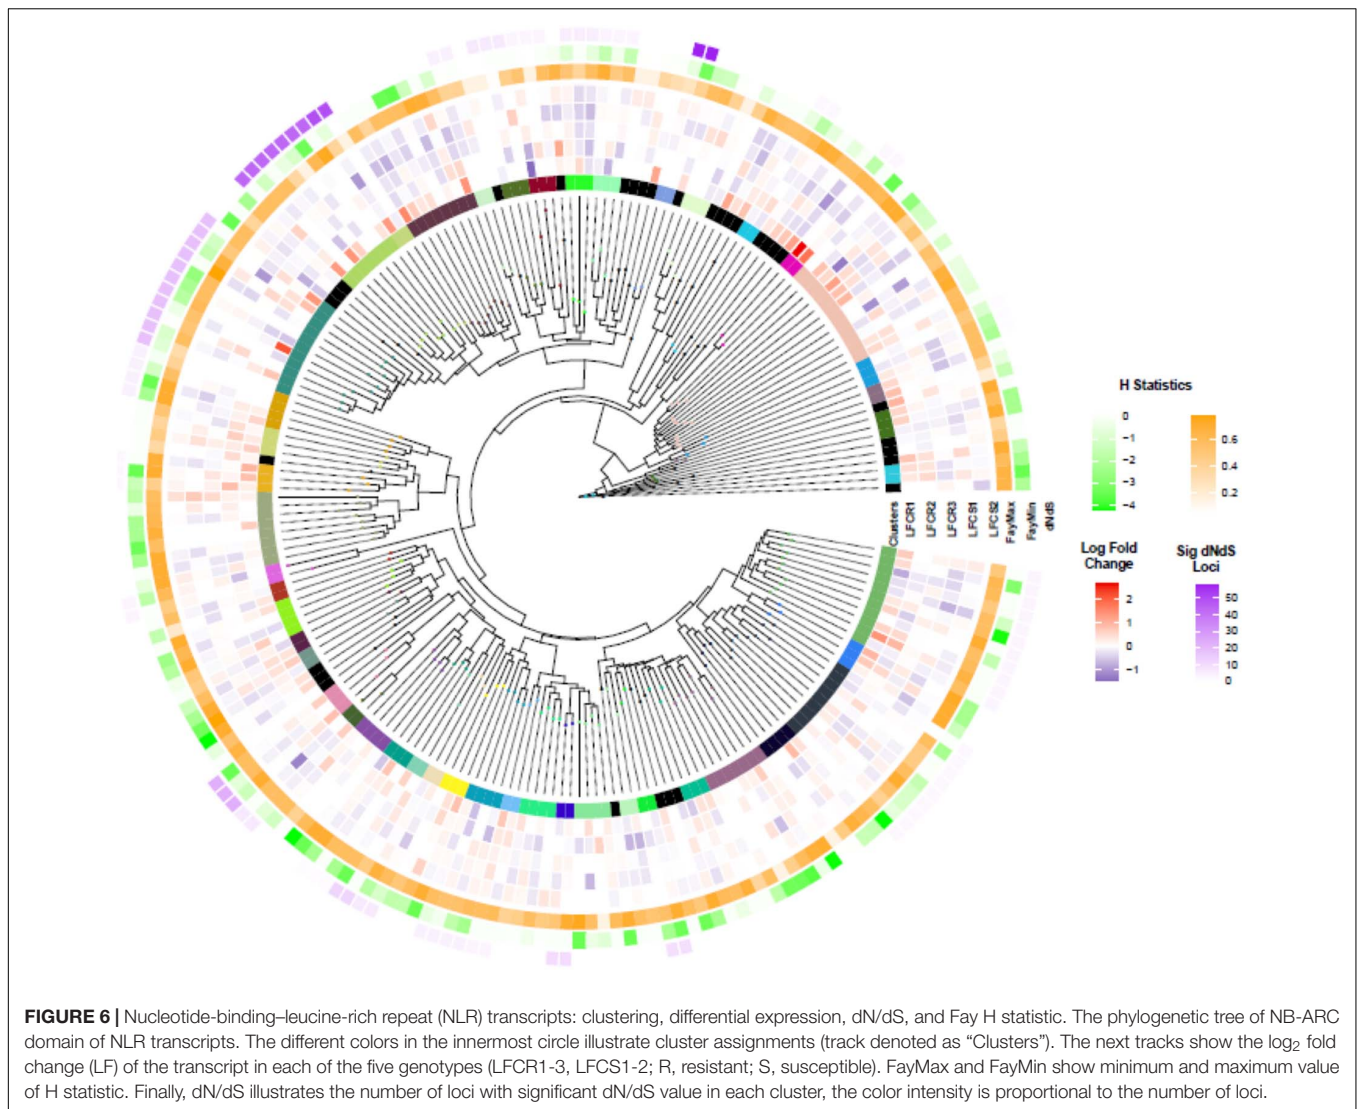 H Statistics
0
−1
−2
−3
−4
0.6
0.4
0.2
Log Fold
Change
2
1
0
−1
Sig dNdS
Loci
50
40
30
20
10
0
Clusters
LFCR1
LFCR2
LFCR3
LFCS1
LFCS2
FayMax
FayMin
dNdS
FIGURE 6 | Nucleotide-binding–leucine-rich repeat (NLR) transcripts: clustering, differential expression, dN/dS, and Fay H statistic. The phylogenetic tree of NB-ARC
domain of NLR transcripts. The different colors in the innermost circle illustrate cluster assignments (track denoted as “Clusters”). The next tracks show the log2 fold
change (LF) of the transcript in each of the five genotypes (LFCR1-3, LFCS1-2; R, resistant; S, susceptible). FayMax and FayMin show minimum and maximum value
of H statistic. Finally, dN/dS illustrates the number of loci with significant dN/dS value in each cluster, the color intensity is proportional to the number of loci.